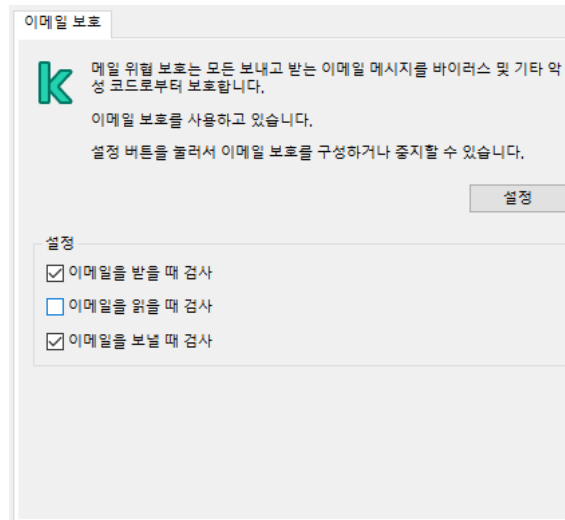 이메일 보호
메일 위협 보호는 모든 보내고 받는 이메일 메시지를 바이러스 및 기타 악
성 코드로부터 보호합니다.
이메일 보호를 사용하고 있습니다.
설정 버튼을 눌러서 이메일 보호를 구성하거나 중지할 수 있습니다.
설정
설정
이메일을 받을 때 검사
이메일을 읽을 때 검사
이메일을 보낼 때 검사